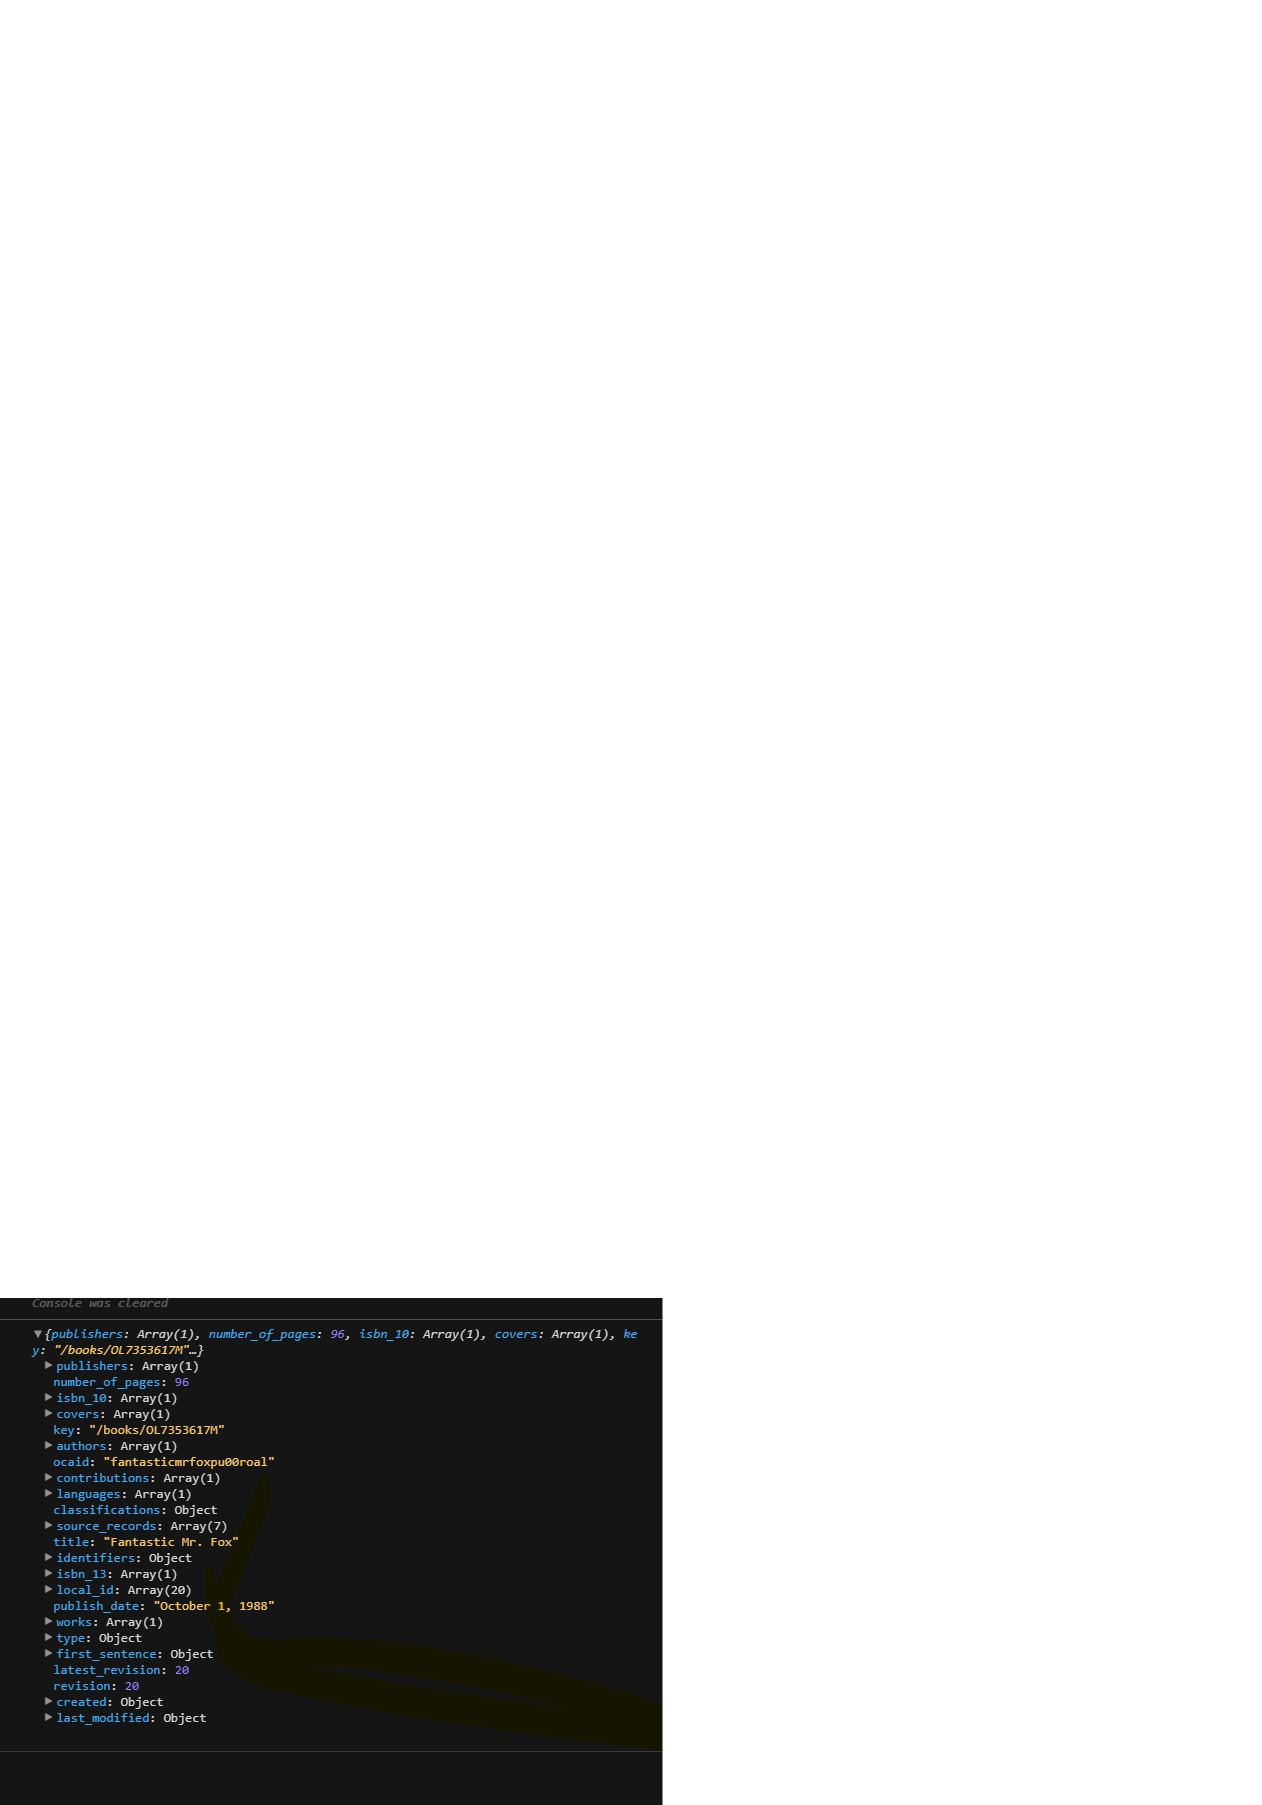 Console was cleared
▼{publishers: Array(1), number_of_pages: 96, isbn_10: Array(1), covers: Array(1), ke
y: "/books/OL7353617M"…}
▶publishers: Array(1)
number_of_pages: 96
▶isbn_10: Array(1)
▶covers: Array(1)
key: "/books/OL7353617M"
▶authors: Array(1)
ocaid: "fantasticmrfoxpu00roal"
▶contributions: Array(1)
▶languages: Array(1)
classifications: Object
▶source_records: Array(7)
title: "Fantastic Mr. Fox"
▶identifiers: Object
▶isbn_13: Array(1)
▶local_id: Array(20)
publish_date: "October 1, 1988"
▶works: Array(1)
▶type: Object
▶first_sentence: Object
latest_revision: 20
revision: 20
▶created: Object
▶last_modified: Object